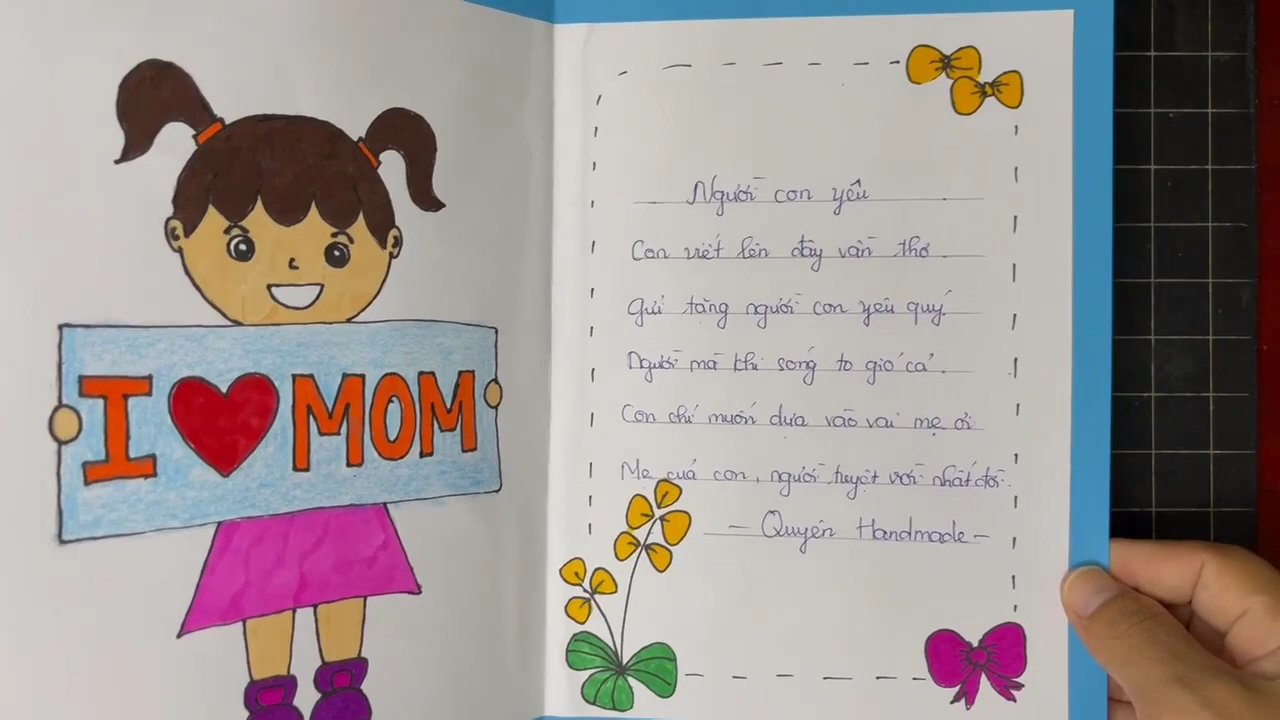 I ❤ MOM
Người con yêu
Con viết lên đây vần thơ
Gửi tặng người con yêu quý
Người mà khi sóng to gió cả.
Con chỉ muốn dựa vào vai mẹ ơi
Mẹ của con, người tuyệt vời nhất đời.
- Quyên Handmade -